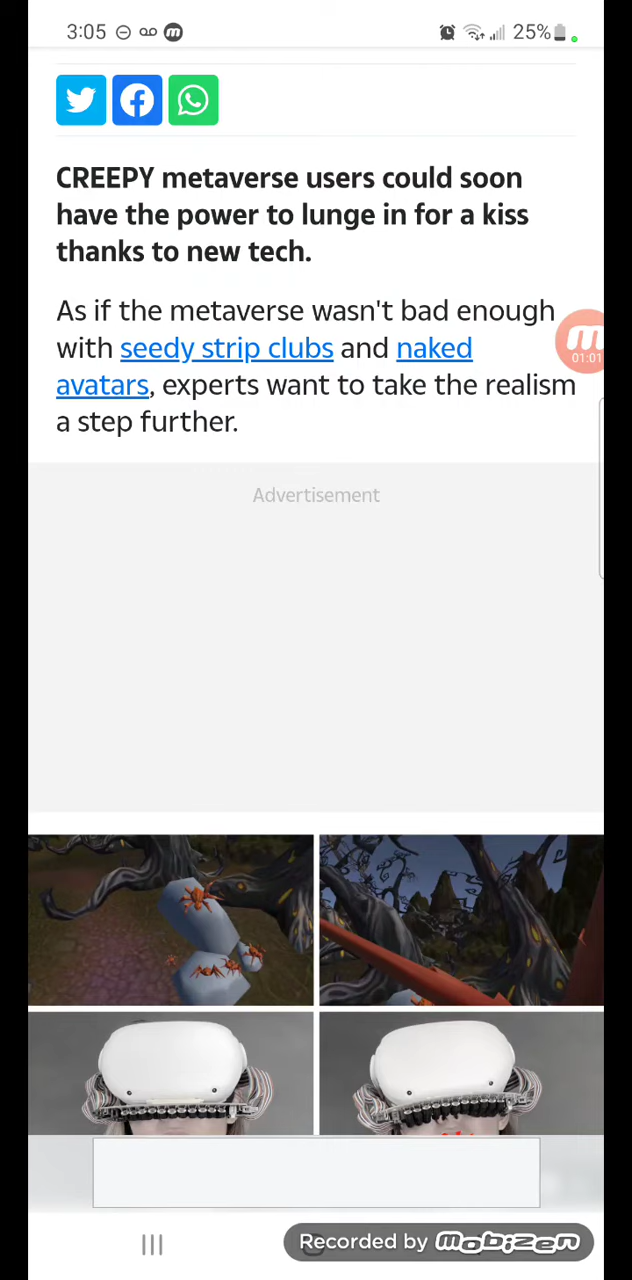 3:05
25%
CREEPY metaverse users could soon
have the power to lunge in for a kiss
thanks to new tech.
As if the metaverse wasn't bad enough
with seedy strip clubs and naked
avatars, experts want to take the realism
a step further.
01:01
Advertisement
Recorded by mobizen